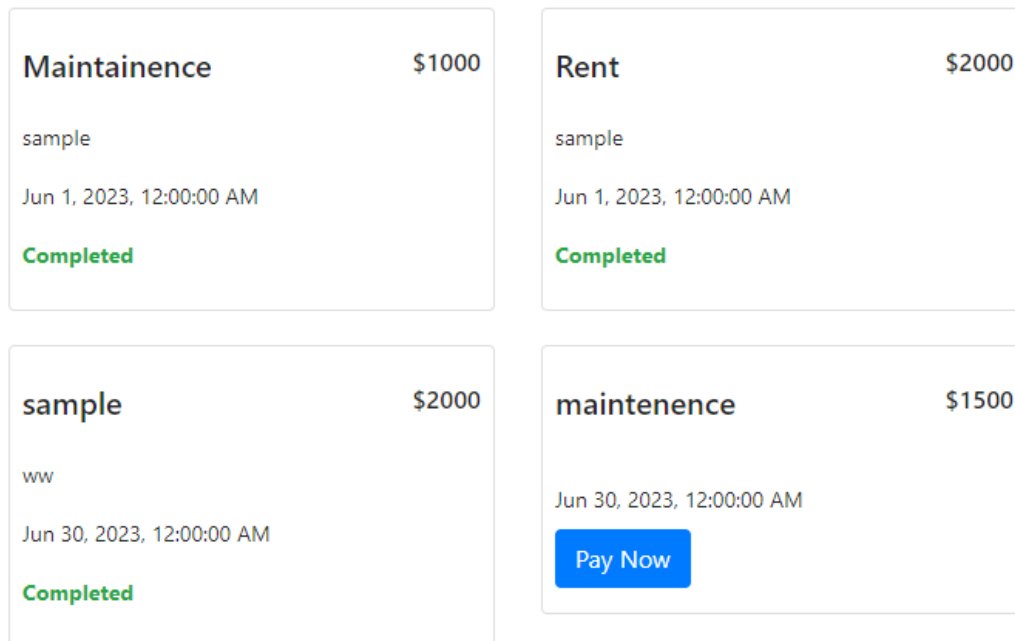 Maintainence $1000
sample
Jun 1, 2023, 12:00:00 AM
Completed
Rent $2000
sample
Jun 1, 2023, 12:00:00 AM
Completed
sample $2000
ww
Jun 30, 2023, 12:00:00 AM
Completed
maintenence $1500
Jun 30, 2023, 12:00:00 AM
Pay Now